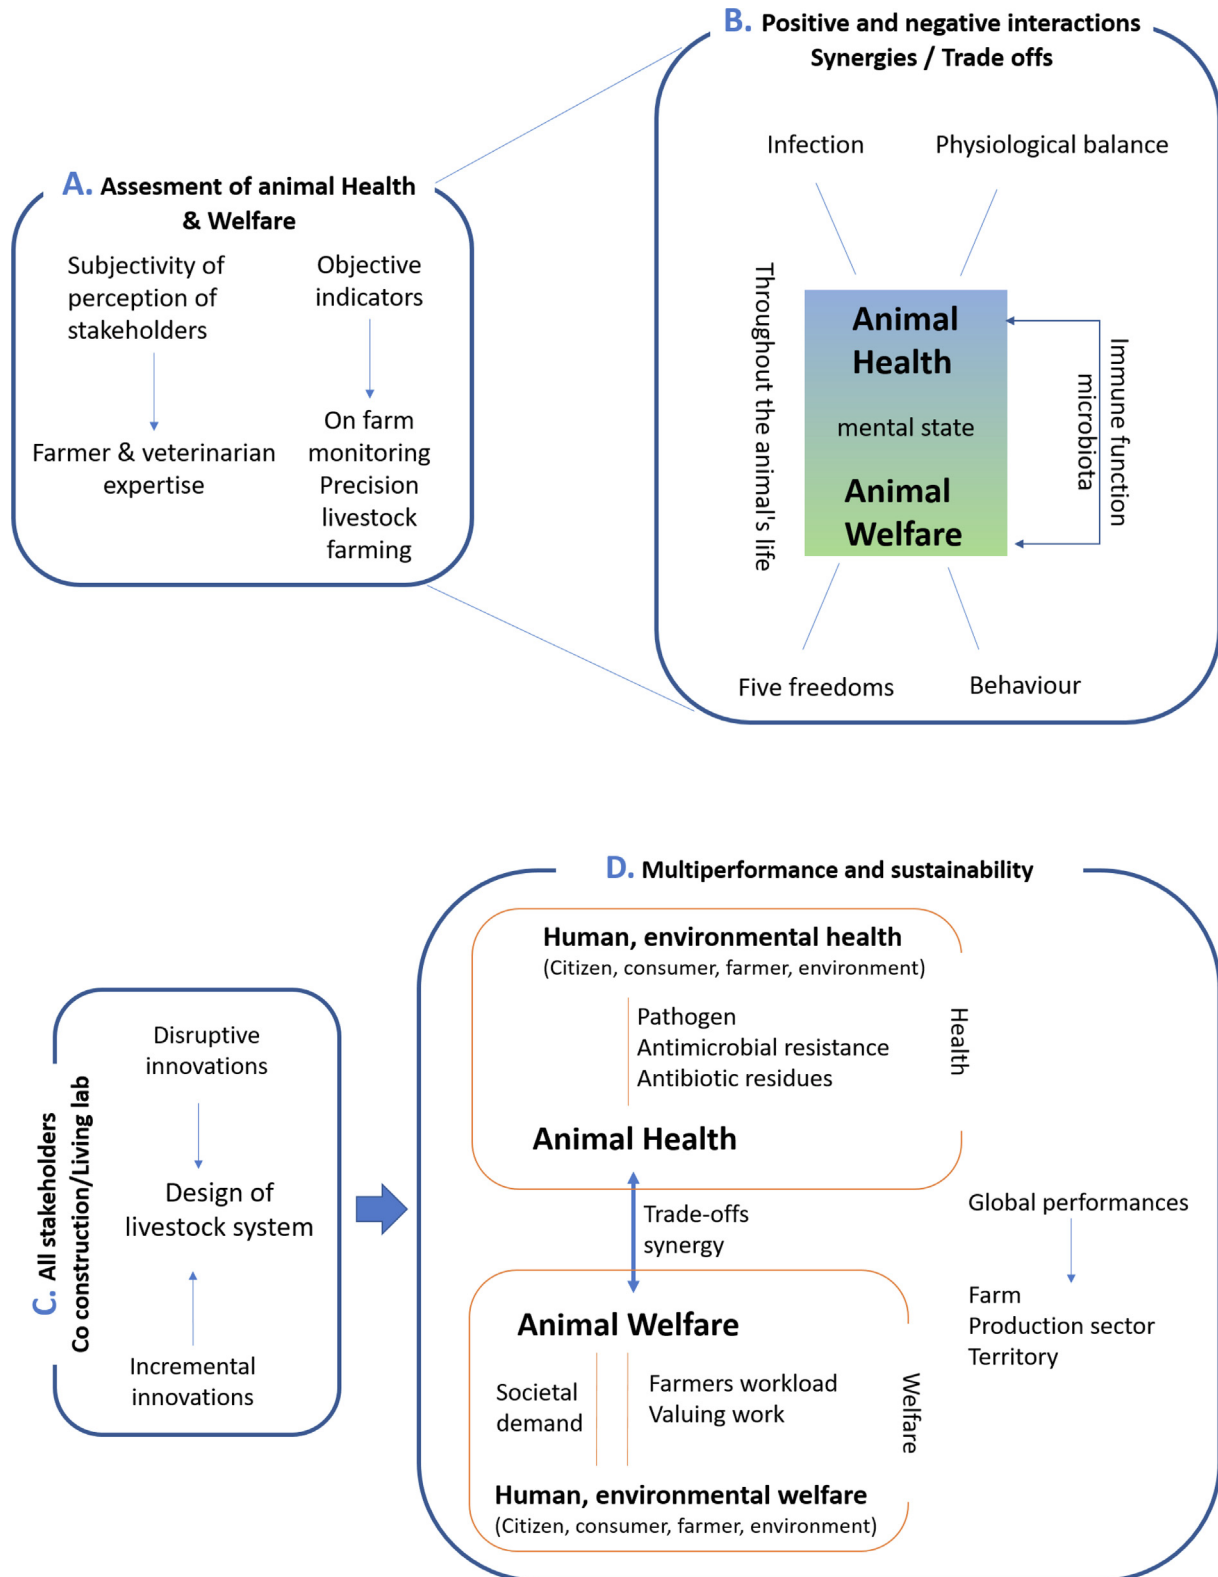 A. Assesment of animal Health
& Welfare
Subjectivity of
perception of
stakeholders
Farmer & veterinarian
expertise
Objective
indicators
On farm
monitoring
Precision
livestock
farming
B. Positive and negative interactions
Synergies / Trade offs
Infection
Physiological balance
Throughout the animal's life
Animal
Health
mental state
Animal
Welfare
Immune function
microbiota
Five freedoms
Behaviour
C. All stakeholders
Co construction/Living lab
Disruptive
innovations
Design of
livestock system
Incremental
innovations
D. Multiperformance and sustainability
Human, environmental health
(Citizen, consumer, farmer, environment)
Pathogen
Antimicrobial resistance
Antibiotic residues
Health
Animal Health
Trade-offs
synergy
Animal Welfare
Societal
demand
Farmers workload
Valuing work
Welfare
Human, environmental welfare
(Citizen, consumer, farmer, environment)
Global performances
Farm
Production sector
Territory